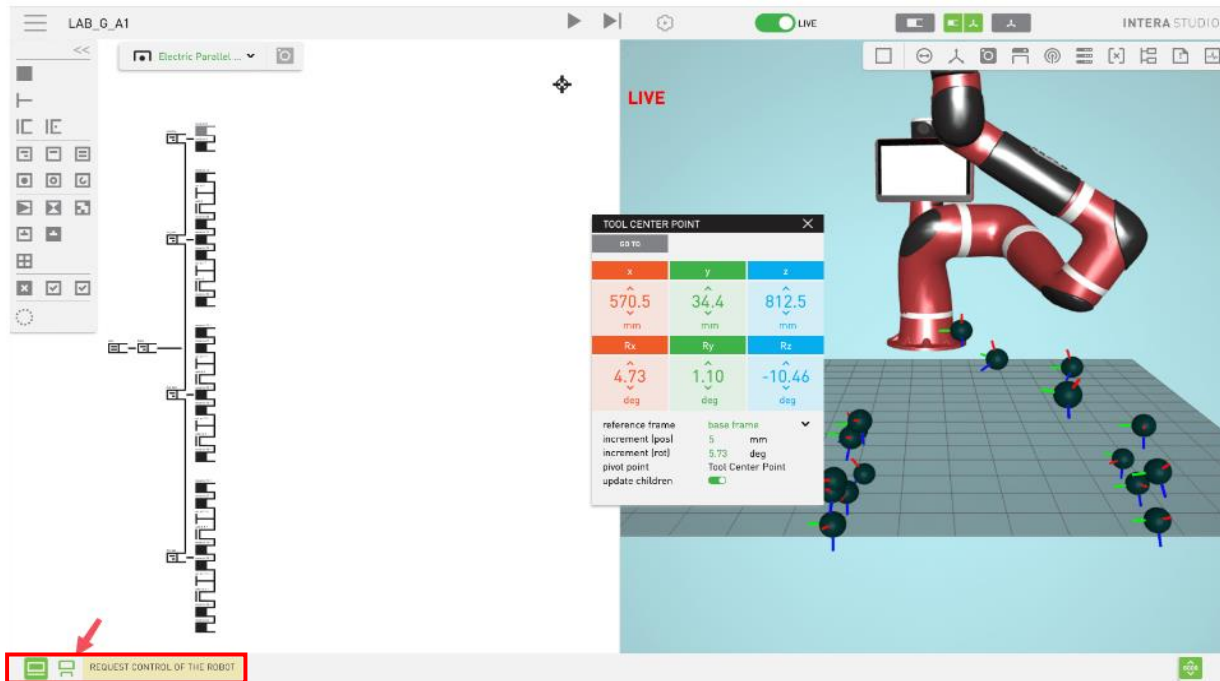 LAB_G_A1
LIVE
INTERA STUDIO
<<
Electric Parallel ...
LIVE
TOOL CENTER POINT
GO TO
x y z
570.5 34.4 812.5
mm mm mm
Rx Ry Rz
4.73 1.10 -10.46
deg deg deg
reference frame base frame
increment (pos) 5 mm
increment (rot) 5.73 deg
pivot point Tool Center Point
update children
REQUEST CONTROL OF THE ROBOT